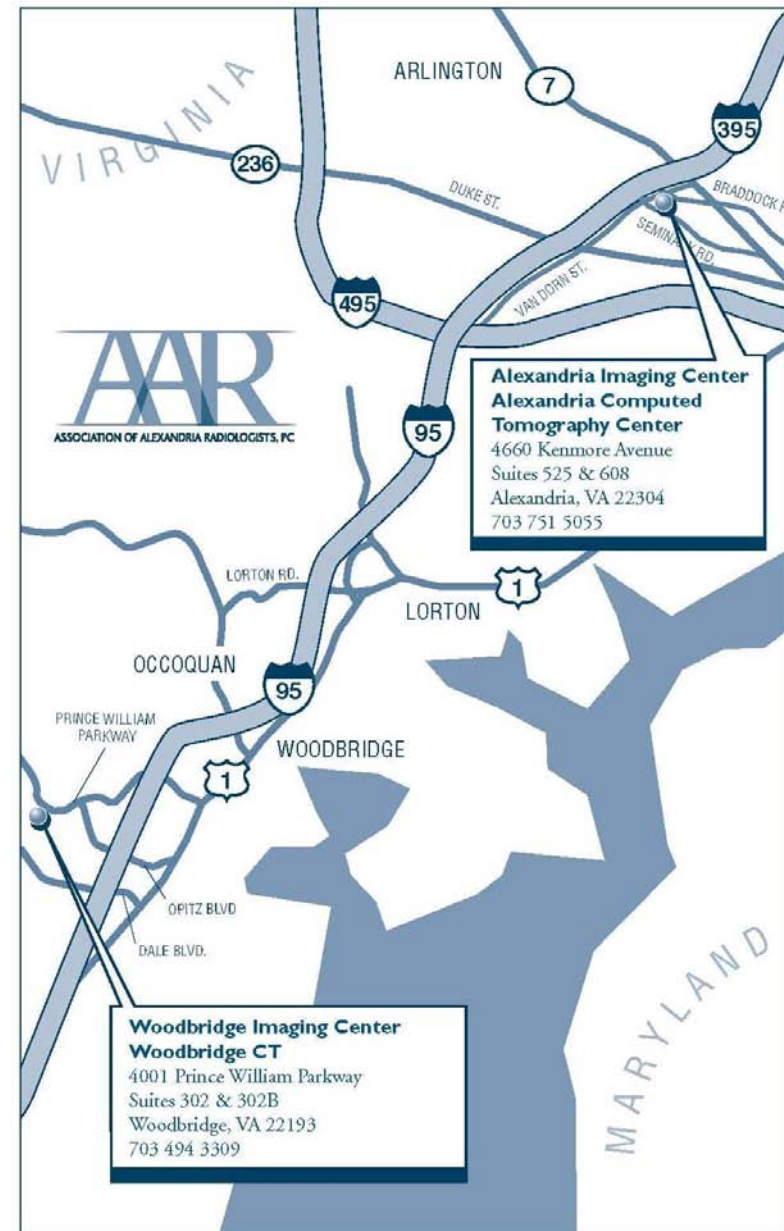 VIRGINIA
ARLINGTON
7
395
236
DUKE ST.
BRADDOCK
SEMINARY RD.
VAN DORN ST.
495
AAR
ASSOCIATION OF ALEXANDRIA RADIOLOGISTS, PC
95
Alexandria Imaging Center
Alexandria Computed
Tomography Center
4660 Kenmore Avenue
Suites 525 & 608
Alexandria, VA 22304
703 751 5055
LORTON RD.
1
LORTON
OCCOQUAN
95
PRINCE WILLIAM
PARKWAY
WOODBRIDGE
1
OPITZ BLVD
DALE BLVD.
MARYLAND
Woodbridge Imaging Center
Woodbridge CT
4001 Prince William Parkway
Suites 302 & 302B
Woodbridge, VA 22193
703 494 3309